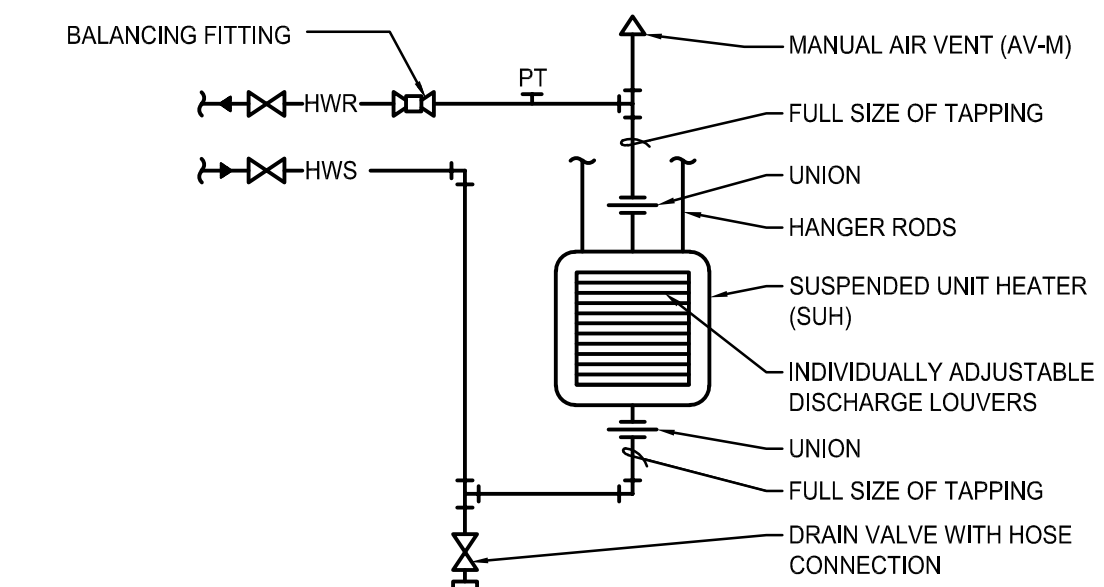 BALANCING FITTING
MANUAL AIR VENT (AV-M)
PT
HWR
FULL SIZE OF TAPPING
HWS
UNION
HANGER RODS
SUSPENDED UNIT HEATER
(SUH)
INDIVIDUALLY ADJUSTABLE
DISCHARGE LOUVERS
UNION
FULL SIZE OF TAPPING
DRAIN VALVE WITH HOSE
CONNECTION